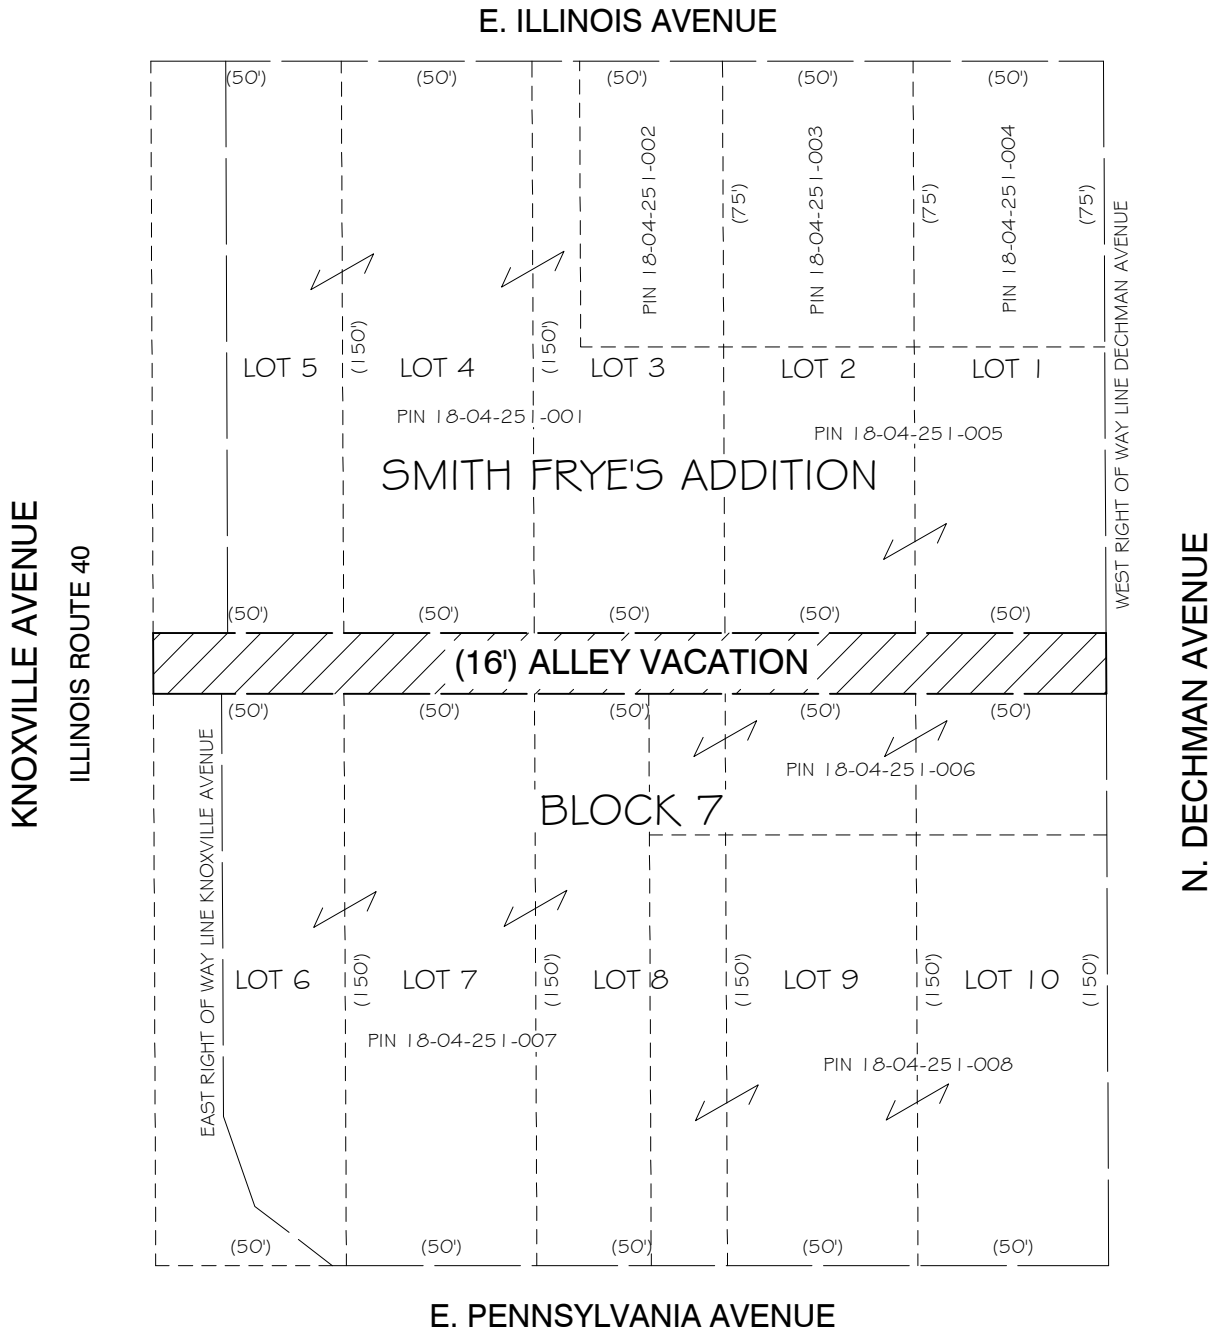 E. ILLINOIS AVENUE
(50')
(50')
(50')
(50')
(50')
PIN 18-04-251-002
PIN 18-04-251-003
PIN 18-04-251-004
(75')
(75')
(75')
WEST RIGHT OF WAY LINE DECHMAN AVENUE
(150')
(150')
LOT 5
LOT 4
LOT 3
LOT 2
LOT 1
PIN 18-04-251-001
PIN 18-04-251-005
SMITH FRYE'S ADDITION
KNOXVILLE AVENUE
ILLINOIS ROUTE 40
N. DECHMAN AVENUE
(50')
(50')
(50')
(50')
(50')
(16') ALLEY VACATION
(50')
(50')
(50')
(50')
(50')
PIN 18-04-251-006
BLOCK 7
EAST RIGHT OF WAY LINE KNOXVILLE AVENUE
LOT 6
(150')
LOT 7
(150')
LOT 8
(150')
LOT 9
(150')
LOT 10
(150')
PIN 18-04-251-007
PIN 18-04-251-008
(50')
(50')
(50')
(50')
(50')
E. PENNSYLVANIA AVENUE